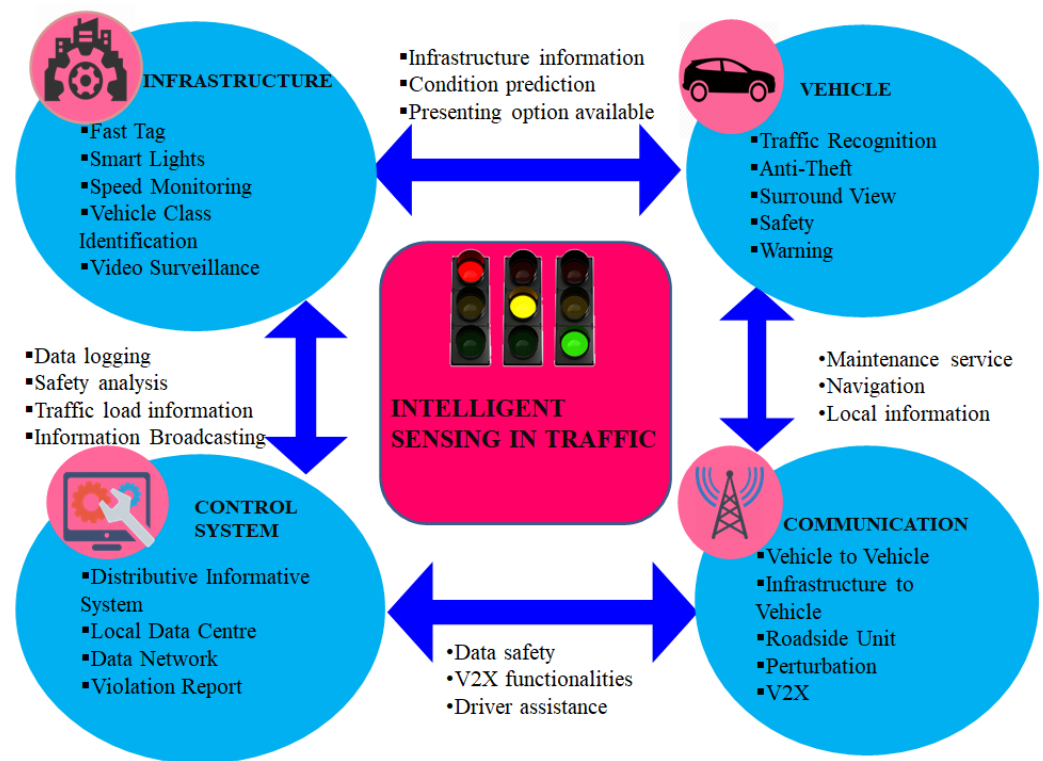 INFRASTRUCTURE
▪Fast Tag
▪Smart Lights
▪Speed Monitoring
▪Vehicle Class
Identification
▪Video Surveillance
▪Infrastructure information
▪Condition prediction
▪Presenting option available
VEHICLE
▪Traffic Recognition
▪Anti-Theft
▪Surround View
▪Safety
▪Warning
▪Data logging
▪Safety analysis
▪Traffic load information
▪Information Broadcasting
INTELLIGENT
SENSING IN TRAFFIC
•Maintenance service
•Navigation
•Local information
CONTROL
SYSTEM
▪Distributive Informative
System
▪Local Data Centre
▪Data Network
▪Violation Report
•Data safety
•V2X functionalities
•Driver assistance
COMMUNICATION
▪Vehicle to Vehicle
▪Infrastructure to
Vehicle
▪Roadside Unit
▪Perturbation
▪V2X